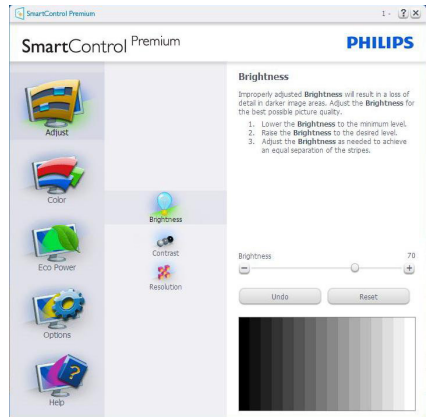 SmartControl Premium
1 - ? X
SmartControl Premium
PHILIPS
Adjust
Color
Eco Power
Options
Help
Brightness
Contrast
Resolution
Brightness
Improperly adjusted Brightness will result in a loss of
detail in darker image areas. Adjust the Brightness for
the best possible picture quality.
1. Lower the Brightness to the minimum level.
2. Raise the Brightness to the desired level.
3. Adjust the Brightness as needed to achieve
an equal separation of the stripes.
Brightness 70
Undo Reset